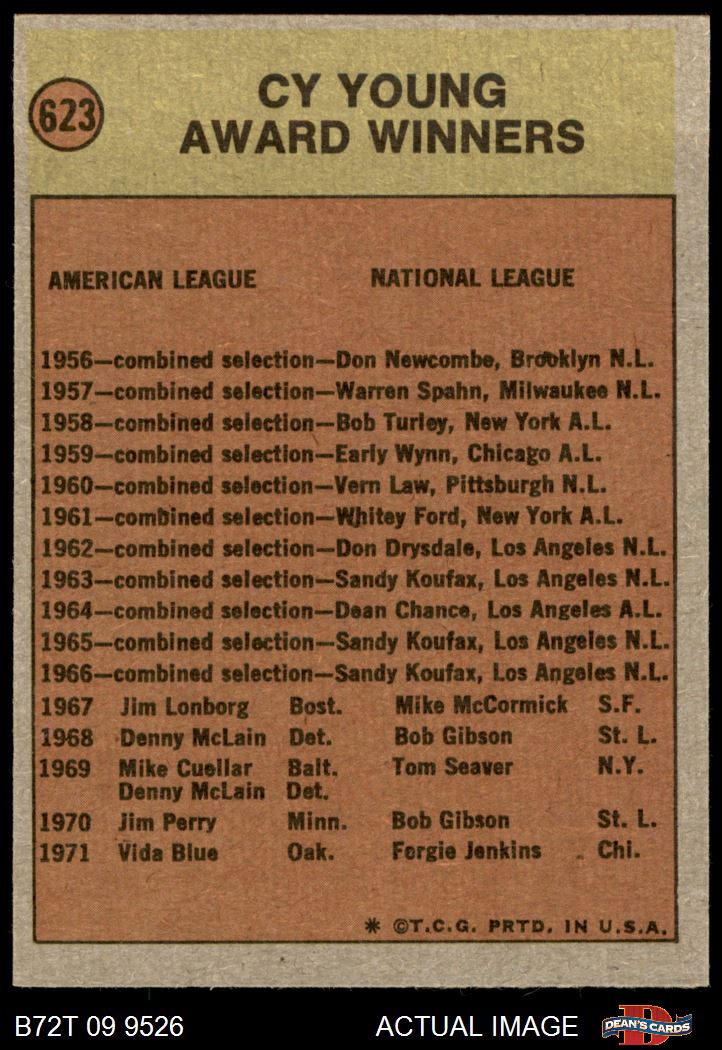 623
CY YOUNG
AWARD WINNERS
AMERICAN LEAGUE NATIONAL LEAGUE
1956—combined selection—Don Newcombe, Brooklyn N.L.
1957—combined selection—Warren Spahn, Milwaukee N.L.
1958—combined selection—Bob Turley, New York A.L.
1959—combined selection—Early Wynn, Chicago A.L.
1960—combined selection—Vern Law, Pittsburgh N.L.
1961—combined selection—Whitey Ford, New York A.L.
1962—combined selection—Don Drysdale, Los Angeles N.L.
1963—combined selection—Sandy Koufax, Los Angeles N.L.
1964—combined selection—Dean Chance, Los Angeles A.L.
1965—combined selection—Sandy Koufax, Los Angeles N.L.
1966—combined selection—Sandy Koufax, Los Angeles N.L.
1967 Jim Lonborg Bost. Mike McCormick S.F.
1968 Denny McLain Det. Bob Gibson St. L.
1969 Mike Cuellar Balt. Tom Seaver N.Y.
Denny McLain Det.
1970 Jim Perry Minn. Bob Gibson St. L.
1971 Vida Blue Oak. Fergie Jenkins Chi.
* ©T.C.G. PRTD. IN U.S.A.
B72T 09 9526 ACTUAL IMAGE DEAN'S CARDS